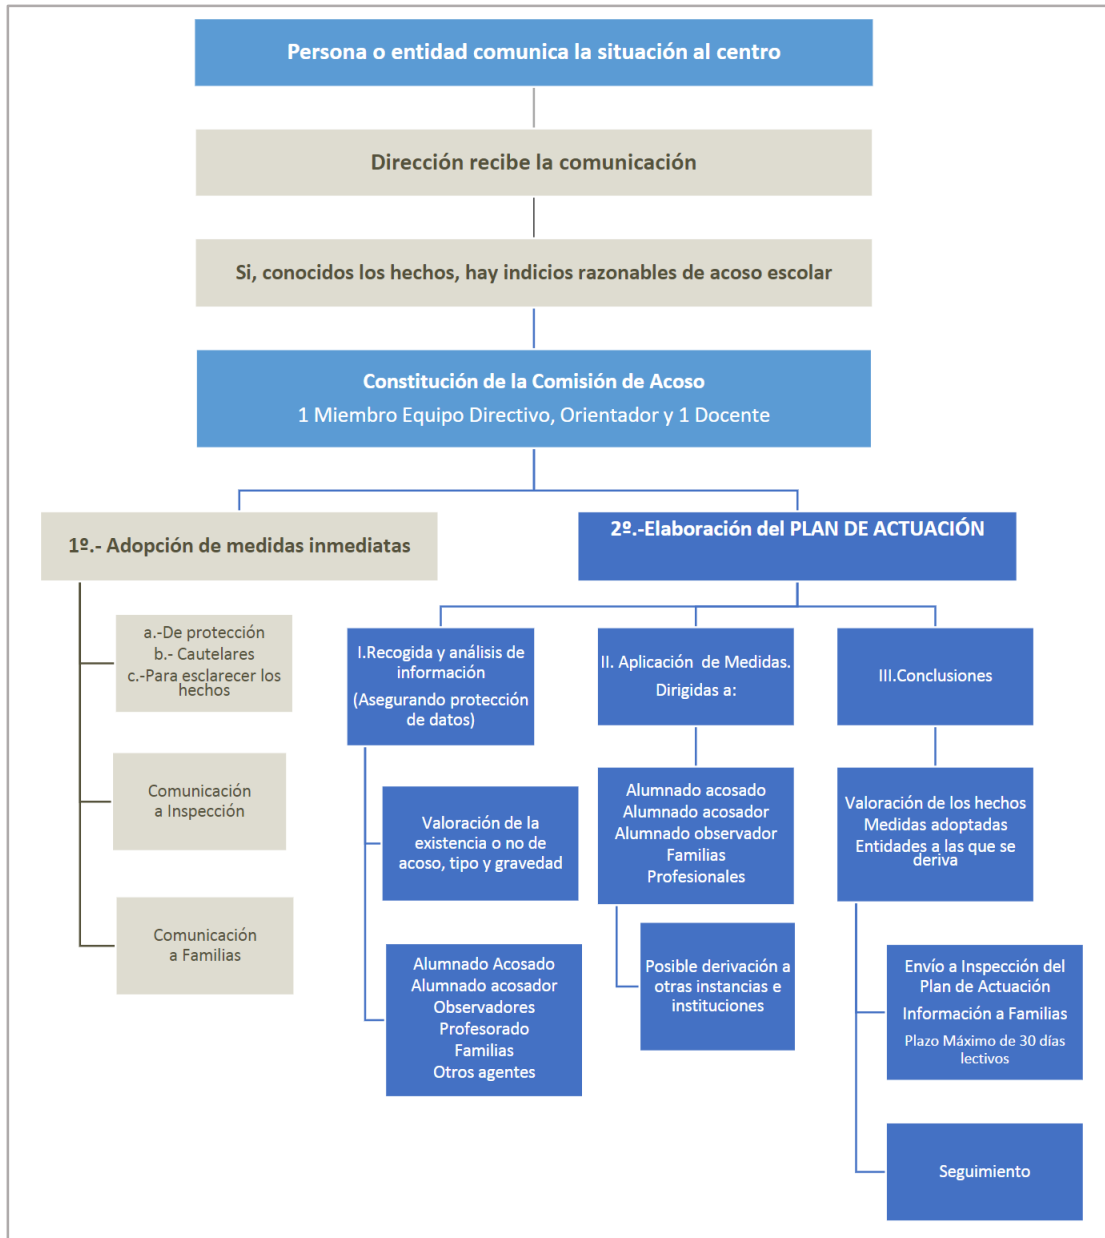 Persona o entidad comunica la situación al centro
Dirección recibe la comunicación
Si, conocidos los hechos, hay indicios razonables de acoso escolar
Constitución de la Comisión de Acoso
1 Miembro Equipo Directivo, Orientador y 1 Docente
1º.- Adopción de medidas inmediatas
a.-De protección
b.- Cautelares
c.-Para esclarecer los
hechos
Comunicación
a Inspección
Comunicación
a Familias
2º.-Elaboración del PLAN DE ACTUACIÓN
I.Recogida y análisis de
información
(Asegurando protección
de datos)
Valoración de la
existencia o no de
acoso, tipo y gravedad
Alumnado Acosado
Alumnado acosador
Observadores
Profesorado
Familias
Otros agentes
II. Aplicación de Medidas.
Dirigidas a:
Alumnado acosado
Alumnado acosador
Alumnado observador
Familias
Profesionales
Posible derivación a
otras instancias e
instituciones
III.Conclusiones
Valoración de los hechos
Medidas adoptadas
Entidades a las que se
deriva
Envío a Inspección del
Plan de Actuación
Información a Familias
Plazo Máximo de 30 días
lectivos
Seguimiento